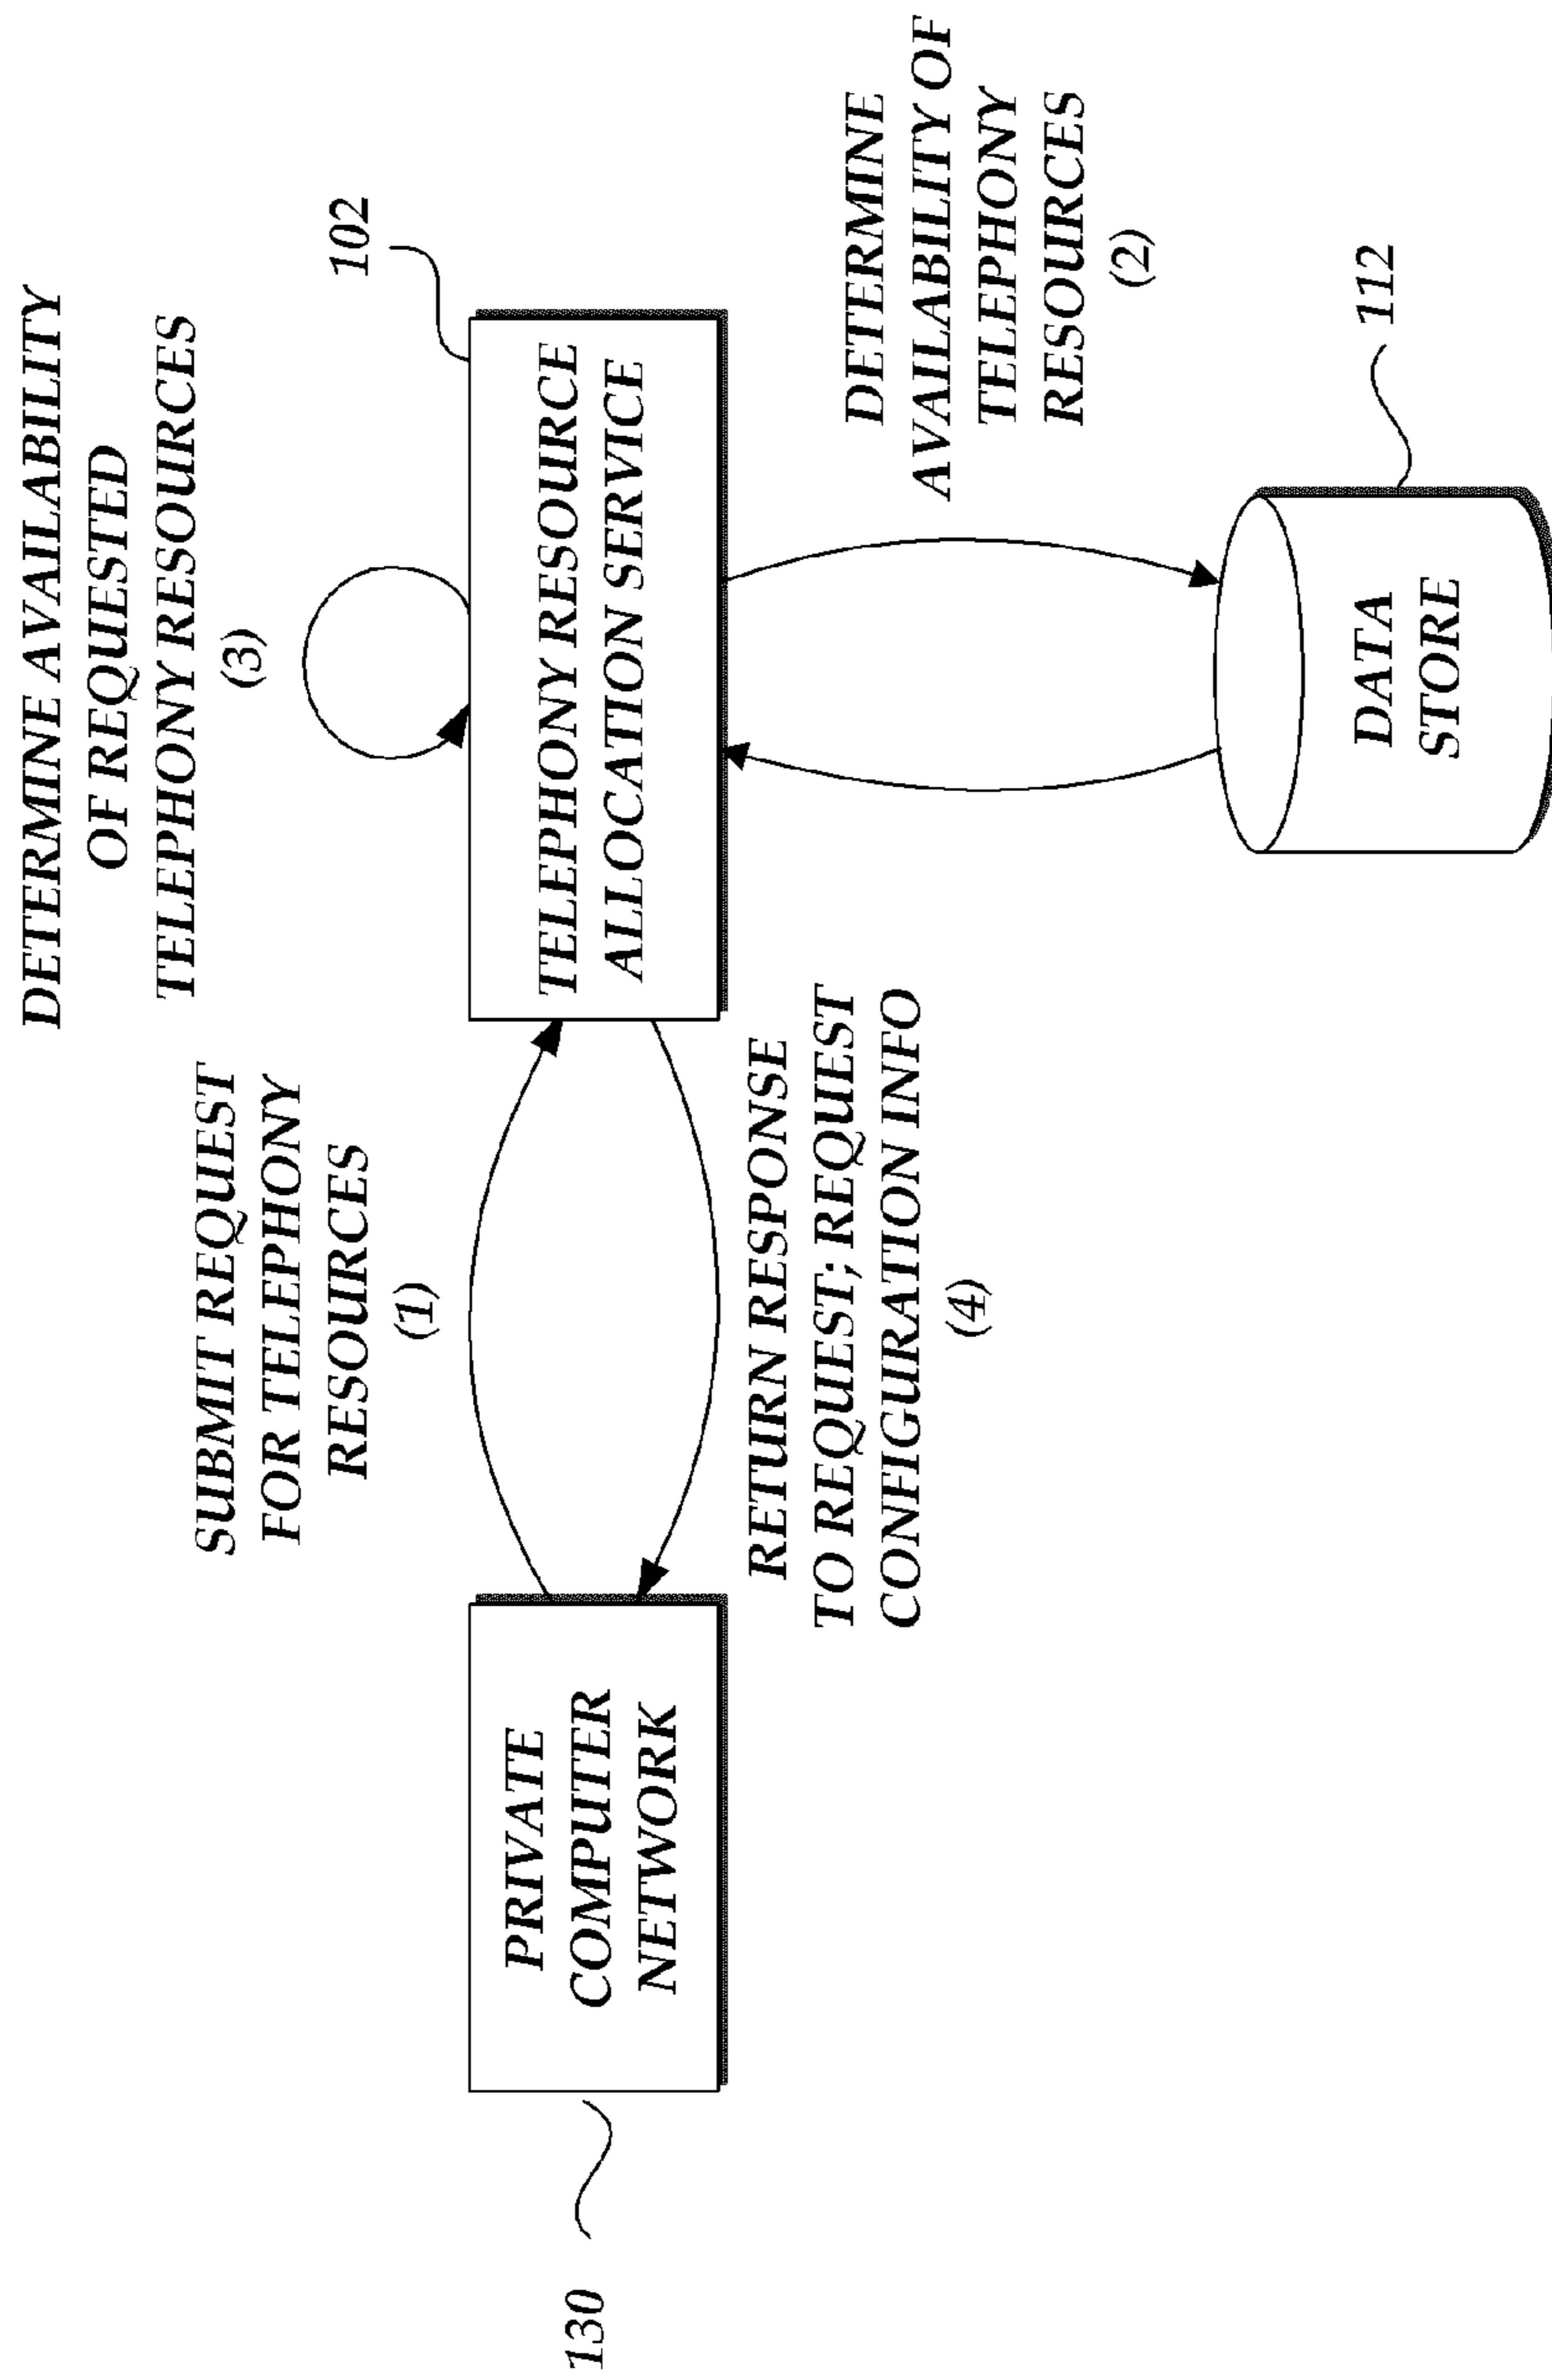 DETERMINE AVAILABILITY
OF REQUESTED
TELEPHONY RESOURCES
(3)
102
SUBMIT REQUEST
FOR TELEPHONY
RESOURCES
(1)
130
PRIVATE
COMPUTER
NETWORK
TELEPHONY RESOURCE
ALLOCATION SERVICE
RETURN RESPONSE
TO REQUEST; REQUEST
CONFIGURATION INFO
(4)
DETERMINE
AVAILABILITY OF
TELEPHONY
RESOURCES
(2)
112
DATA
STORE